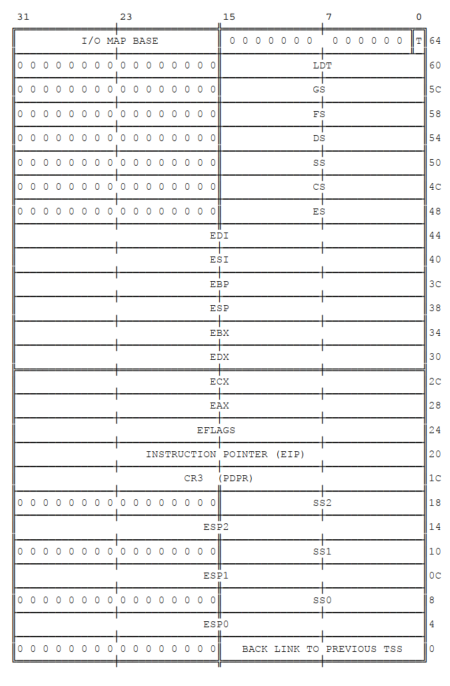 31 23 15 7 0
I/O MAP BASE 0 0 0 0 0 0 0 0 0 0 0 0 0 T 64
0 0 0 0 0 0 0 0 0 0 0 0 0 0 0 0 LDT 60
0 0 0 0 0 0 0 0 0 0 0 0 0 0 0 0 GS 5C
0 0 0 0 0 0 0 0 0 0 0 0 0 0 0 0 FS 58
0 0 0 0 0 0 0 0 0 0 0 0 0 0 0 0 DS 54
0 0 0 0 0 0 0 0 0 0 0 0 0 0 0 0 SS 50
0 0 0 0 0 0 0 0 0 0 0 0 0 0 0 0 CS 4C
0 0 0 0 0 0 0 0 0 0 0 0 0 0 0 0 ES 48
EDI 44
ESI 40
EBP 3C
ESP 38
EBX 34
EDX 30
ECX 2C
EAX 28
EFLAGS 24
INSTRUCTION POINTER (EIP) 20
CR3 (PDPR) 1C
0 0 0 0 0 0 0 0 0 0 0 0 0 0 0 0 SS2 18
ESP2 14
0 0 0 0 0 0 0 0 0 0 0 0 0 0 0 0 SS1 10
ESP1 0C
0 0 0 0 0 0 0 0 0 0 0 0 0 0 0 0 SS0 8
ESP0 4
0 0 0 0 0 0 0 0 0 0 0 0 0 0 0 0 BACK LINK TO PREVIOUS TSS 0